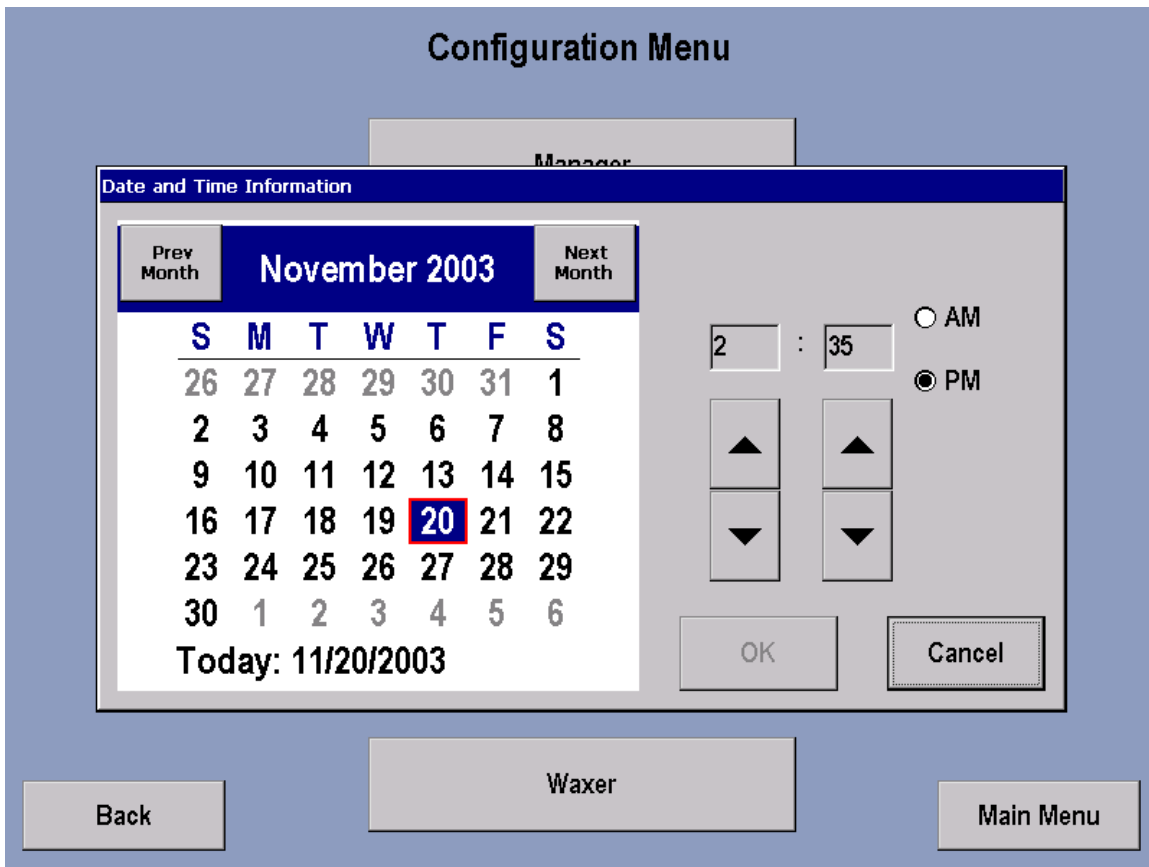 Configuration Menu
Manager
Date and Time Information
Prev
Month
November 2003
Next
Month
S M T W T F S
26 27 28 29 30 31 1
2 3 4 5 6 7 8
9 10 11 12 13 14 15
16 17 18 19 20 21 22
23 24 25 26 27 28 29
30 1 2 3 4 5 6
Today: 11/20/2003
2 : 35
AM
PM
OK
Cancel
Waxer
Back
Main Menu